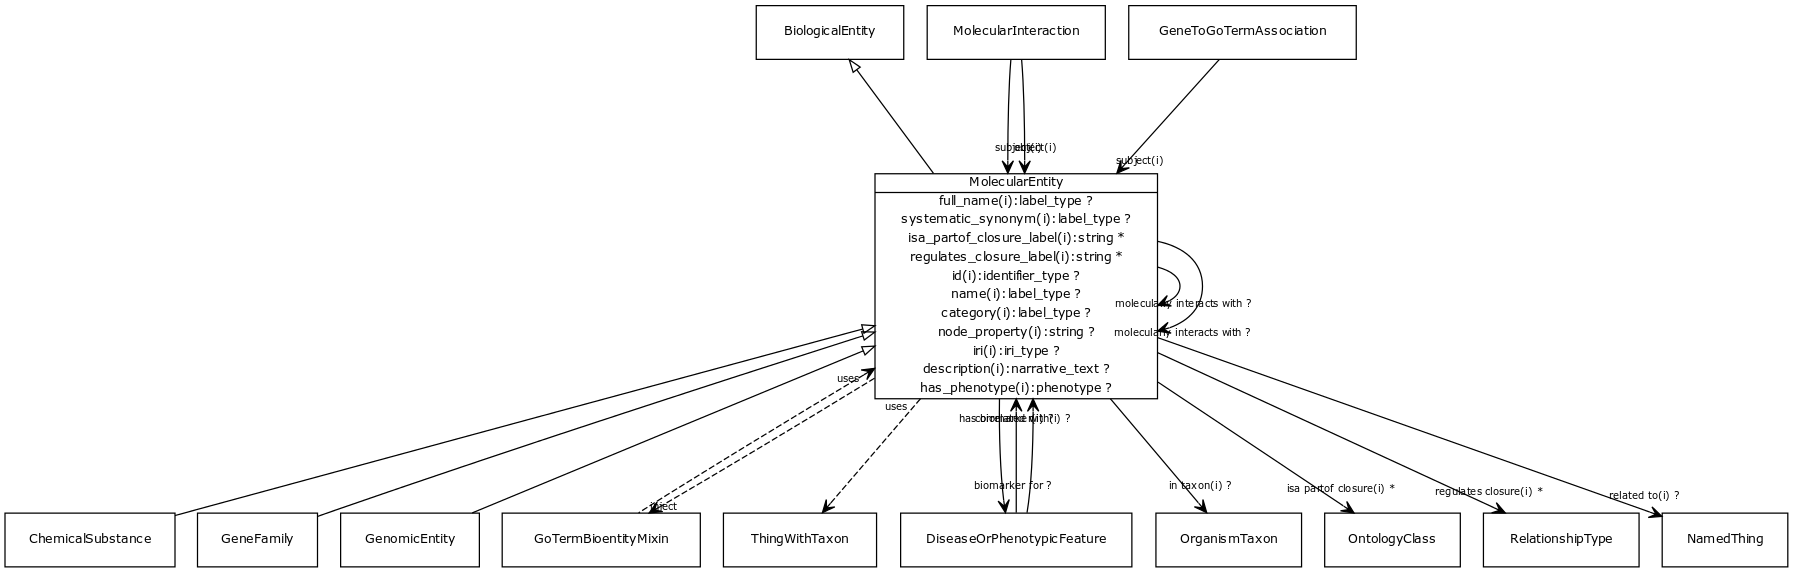 BiologicalEntity
MolecularInteraction
GeneToGoTermAssociation
subject(i)
object(i)
subject(i)
MolecularEntity
full_name(i):label_type ?
systematic_synonym(i):label_type ?
isa_partof_closure_label(i):string *
regulates_closure_label(i):string *
id(i):identifier_type ?
name(i):label_type ?
category(i):label_type ?
node_property(i):string ?
iri(i):iri_type ?
description(i):narrative_text ?
has_phenotype(i):phenotype ?
molecularly interacts with ?
molecularly interacts with ?
uses
uses
has biomarker(i) ?
correlated with(i) ?
biomarker for ?
in taxon(i) ?
isa partof closure(i) *
regulates closure(i) *
related to(i) ?
inject
ChemicalSubstance
GeneFamily
GenomicEntity
GoTermBioentityMixin
ThingWithTaxon
DiseaseOrPhenotypicFeature
OrganismTaxon
OntologyClass
RelationshipType
NamedThing